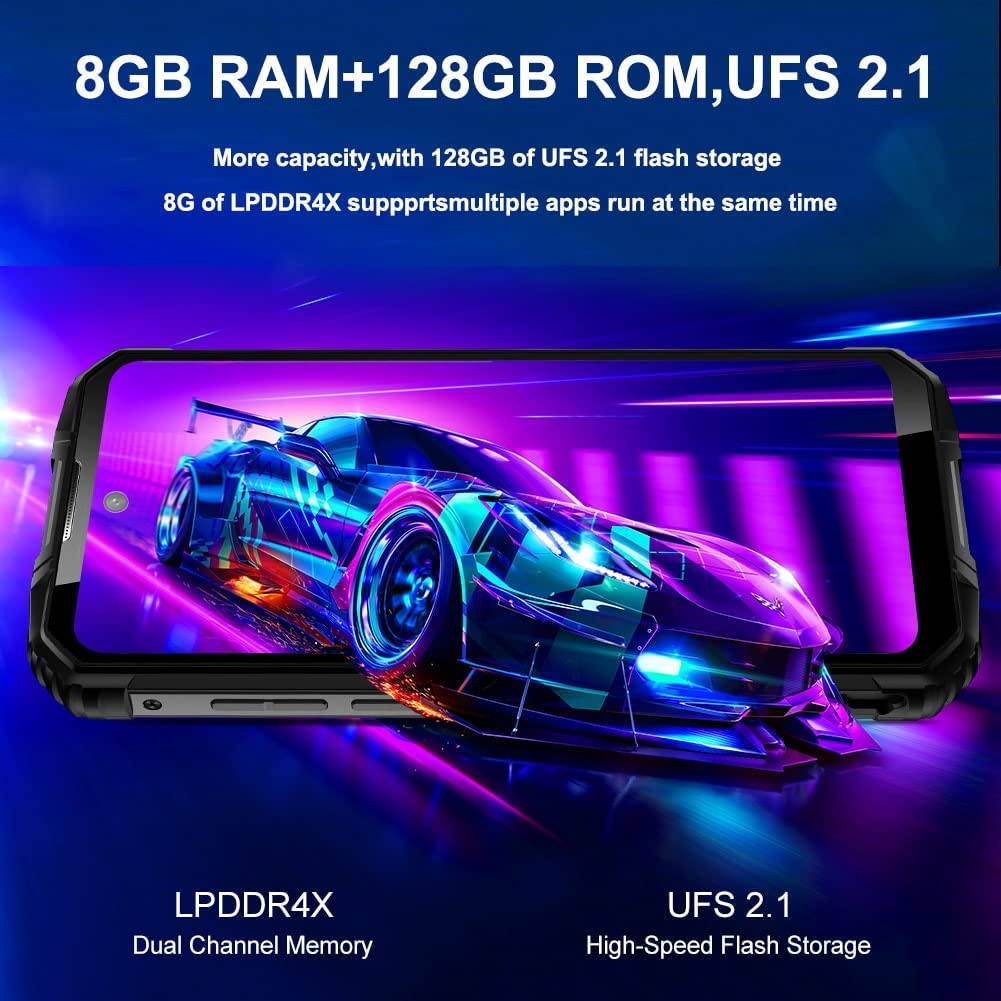 8GB RAM+128GB ROM,UFS 2.1
More capacity,with 128GB of UFS 2.1 flash storage
8G of LPDDR4X suppprtsmultiple apps run at the same time
LPDDR4X
UFS 2.1
Dual Channel Memory
High-Speed Flash Storage